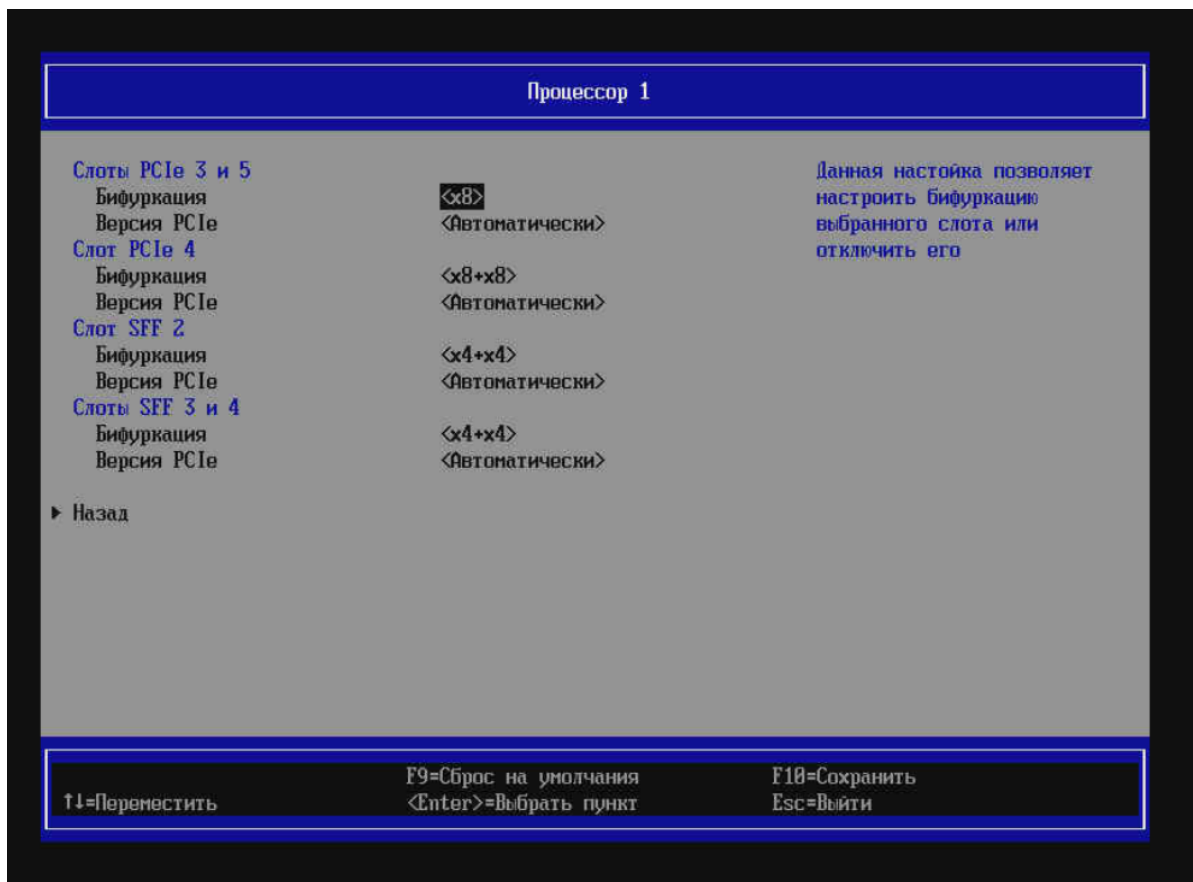 Процессор 1
Слоты PCIe 3 и 5
Бифуркация <x8>
Версия PCIe <Автоматически>
Слот PCIe 4
Бифуркация <x8+x8>
Версия PCIe <Автоматически>
Слот SFF 2
Бифуркация <x4+x4>
Версия PCIe <Автоматически>
Слоты SFF 3 и 4
Бифуркация <x4+x4>
Версия PCIe <Автоматически>
▶ Назад
Данная настойка позволяет
настроить бифуркацию
выбранного слота или
отключить его
F9=Сброс на умолчания F10=Сохранить
↑↓=Переместить <Enter>=Выбрать пункт Esc=Выйти